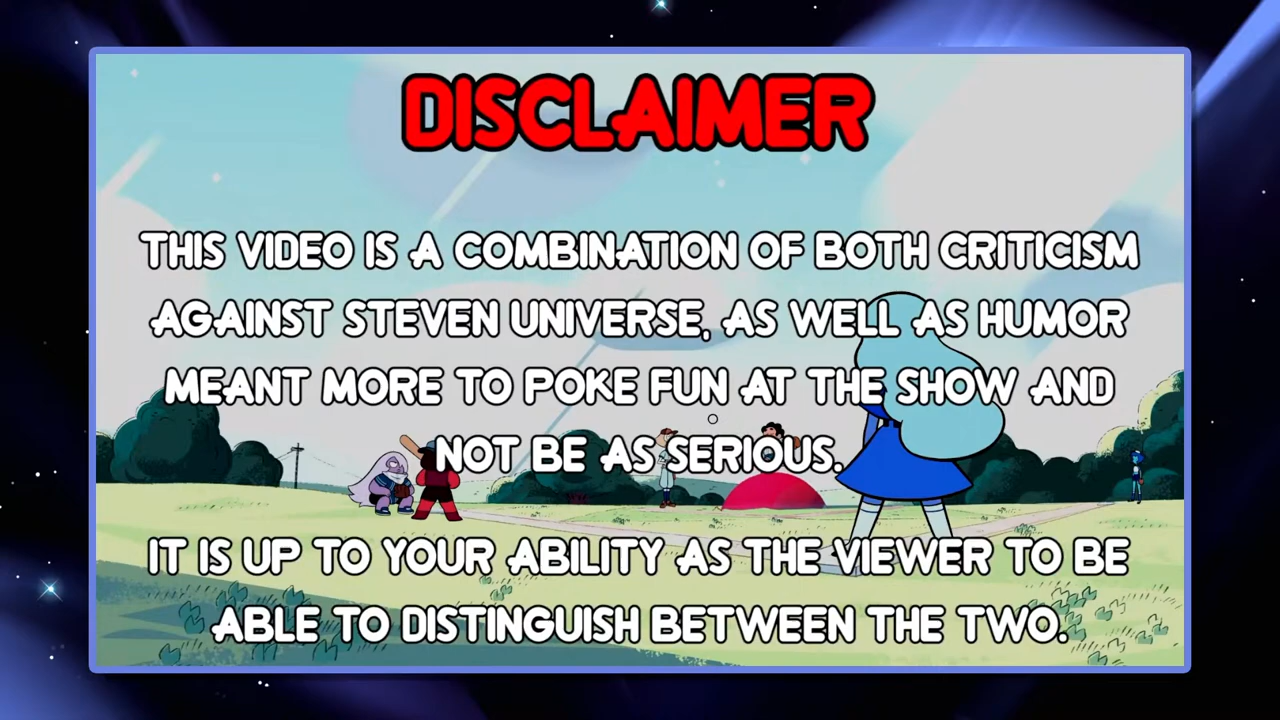 DISCLAIMER
THIS VIDEO IS A COMBINATION OF BOTH CRITICISM
AGAINST STEVEN UNIVERSE, AS WELL AS HUMOR
MEANT MORE TO POKE FUN AT THE SHOW AND
NOT BE AS SERIOUS.
IT IS UP TO YOUR ABILITY AS THE VIEWER TO BE
ABLE TO DISTINGUISH BETWEEN THE TWO.